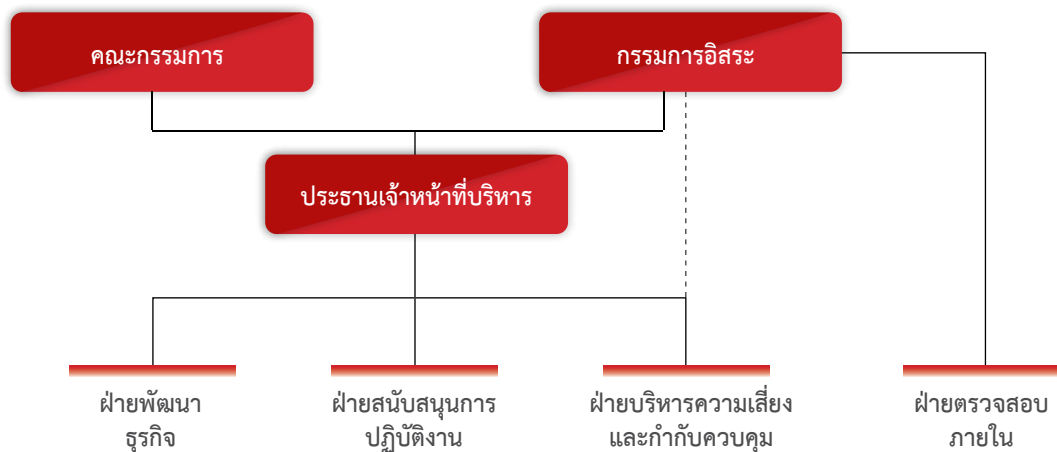 คณะกรรมการ
กรรมการอิสระ
ประธานเจ้าหน้าที่บริหาร
ฝ่ายพัฒนา
ธุรกิจ
ฝ่ายสนับสนุนการ
ปฏิบัติงาน
ฝ่ายบริหารความเสี่ยง
และกำกับควบคุม
ฝ่ายตรวจสอบ
ภายใน